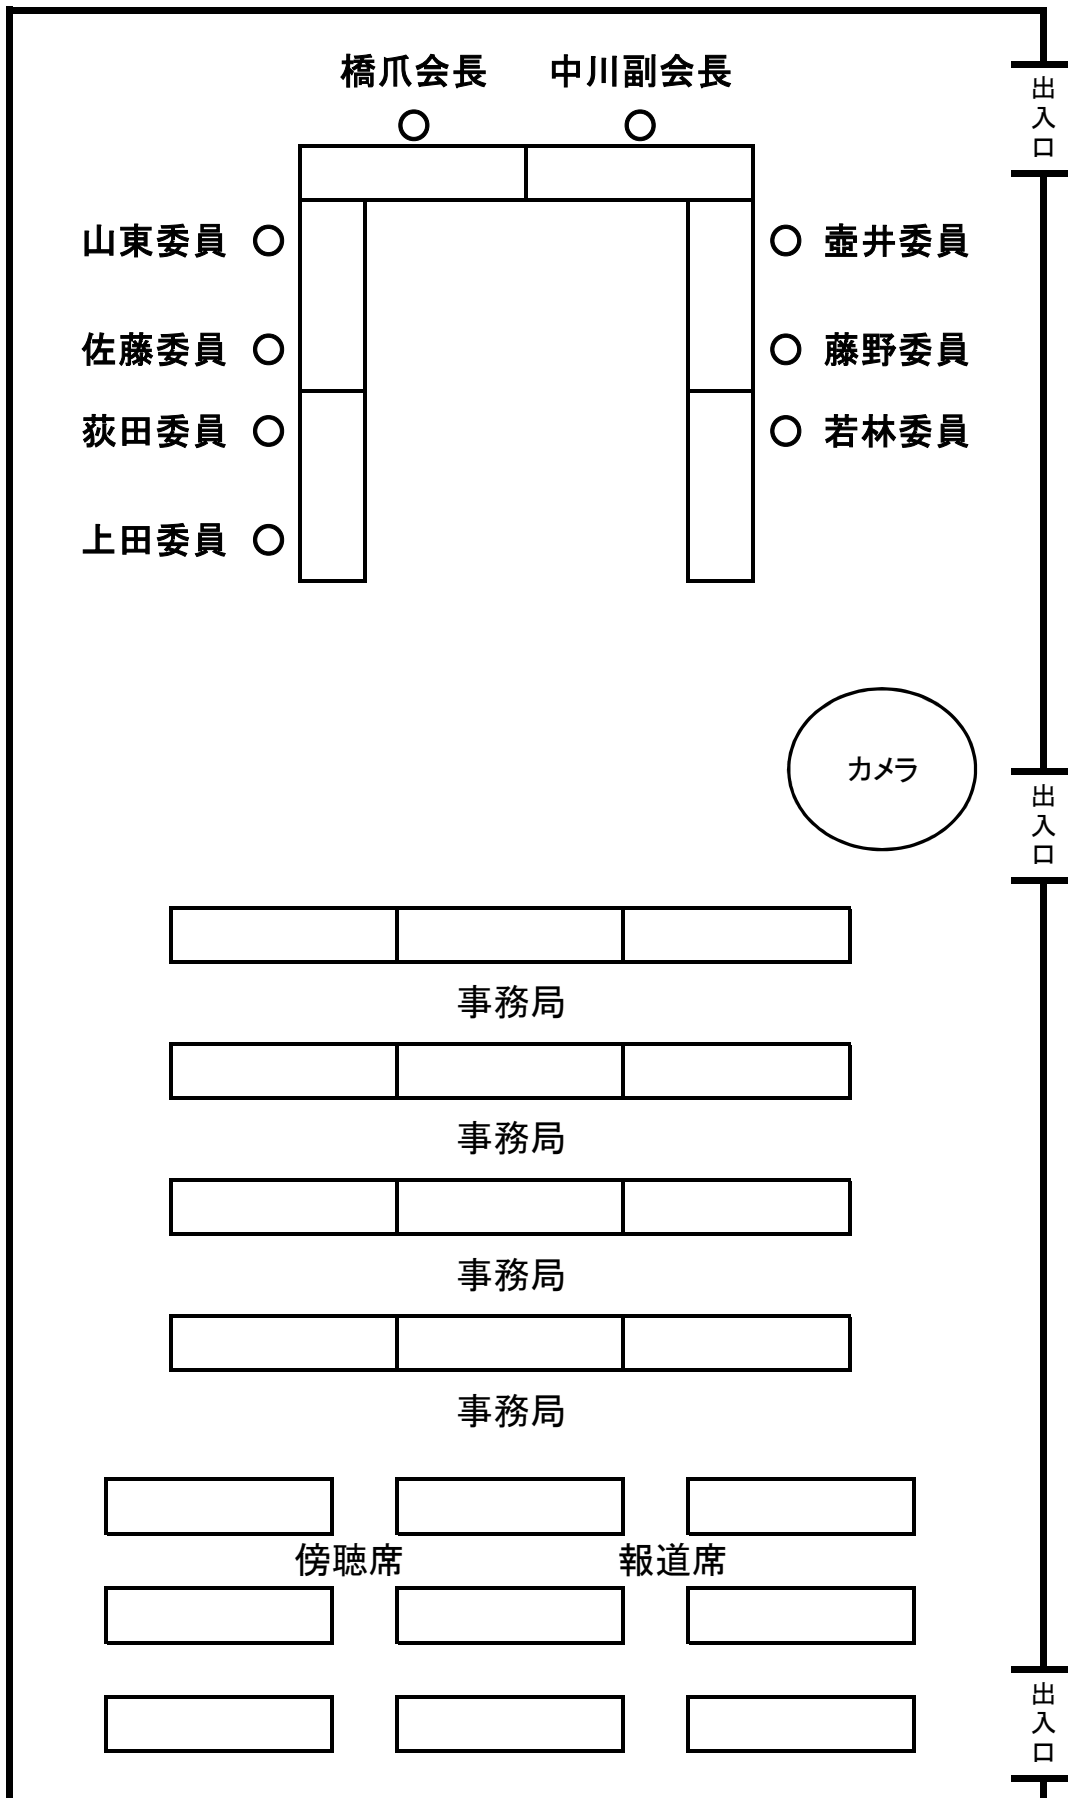 橋爪会長 中川副会長
出入口
山東委員 壺井委員
佐藤委員 藤野委員
荻田委員 若林委員
上田委員
カメラ
出入口
事務局
事務局
事務局
事務局
傍聴席 報道席
出入口